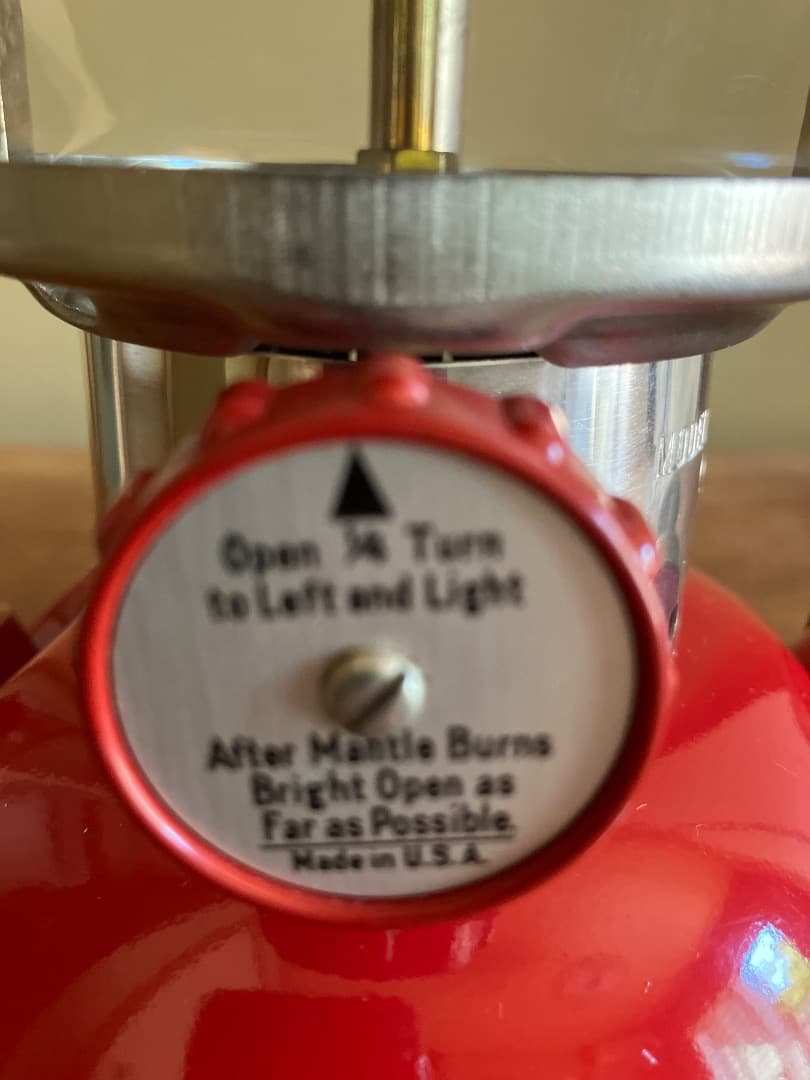 Open ¼ Turn
to Left and Light
After Mantle Burns
Bright Open as
Far as Possible.
Made in U.S.A.